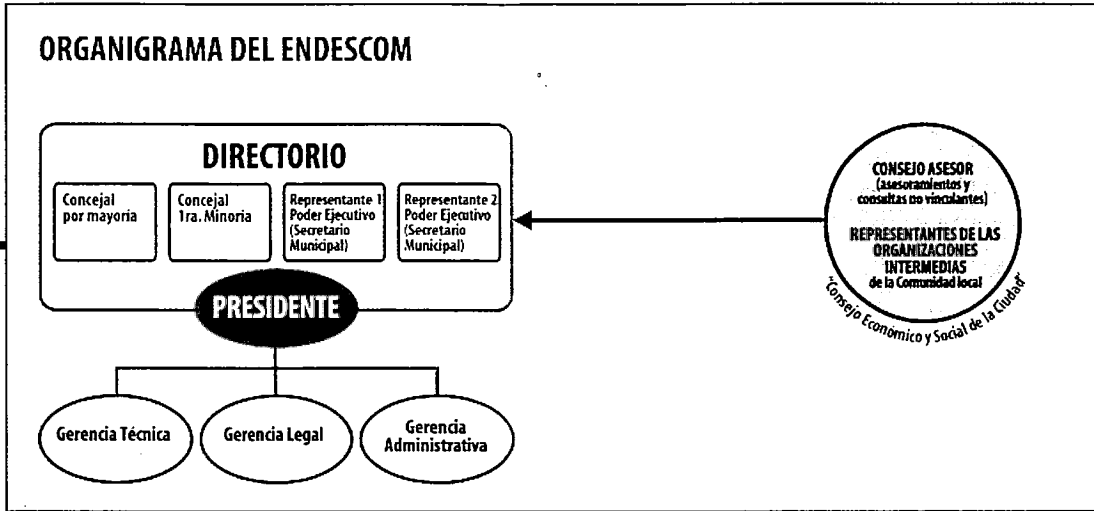 ORGANIGRAMA DEL ENDESCOM
DIRECTORIO
Concejal
por mayoría
Concejal
1ra. Minoria
Representante 1
Poder Ejecutivo
(Secretario
Municipal)
Representante 2
Poder Ejecutivo
(Secretario
Municipal)
PRESIDENTE
Gerencia Técnica
Gerencia Legal
Gerencia
Administrativa
CONSEJO ASESOR
(asesoramientos y
consultas no vinculantes)
REPRESENTANTES DE LAS
ORGANIZACIONES
INTERMEDIAS
de la Comunidad local
"Consejo Económico y Social de la Ciudad"